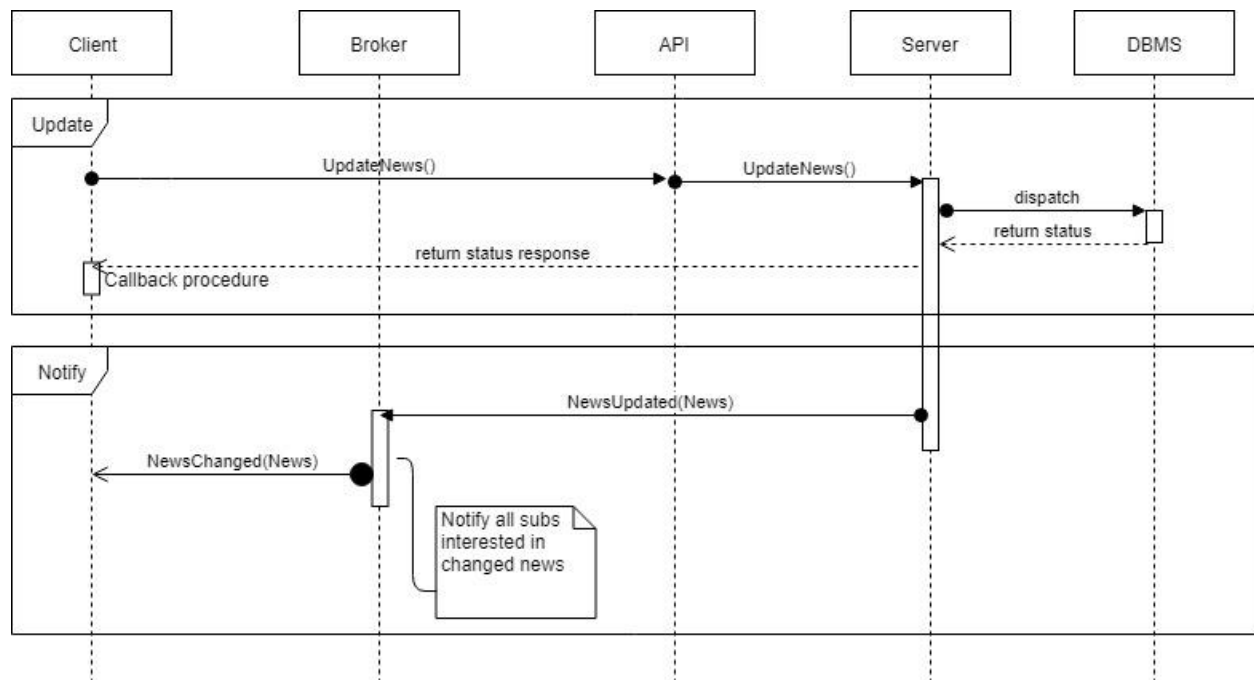 Client
Broker
API
Server
DBMS
Update
UpdateNews()
UpdateNews()
dispatch
return status
return status response
Callback procedure
Notify
NewsUpdated(News)
NewsChanged(News)
Notify all subs
interested in
changed news